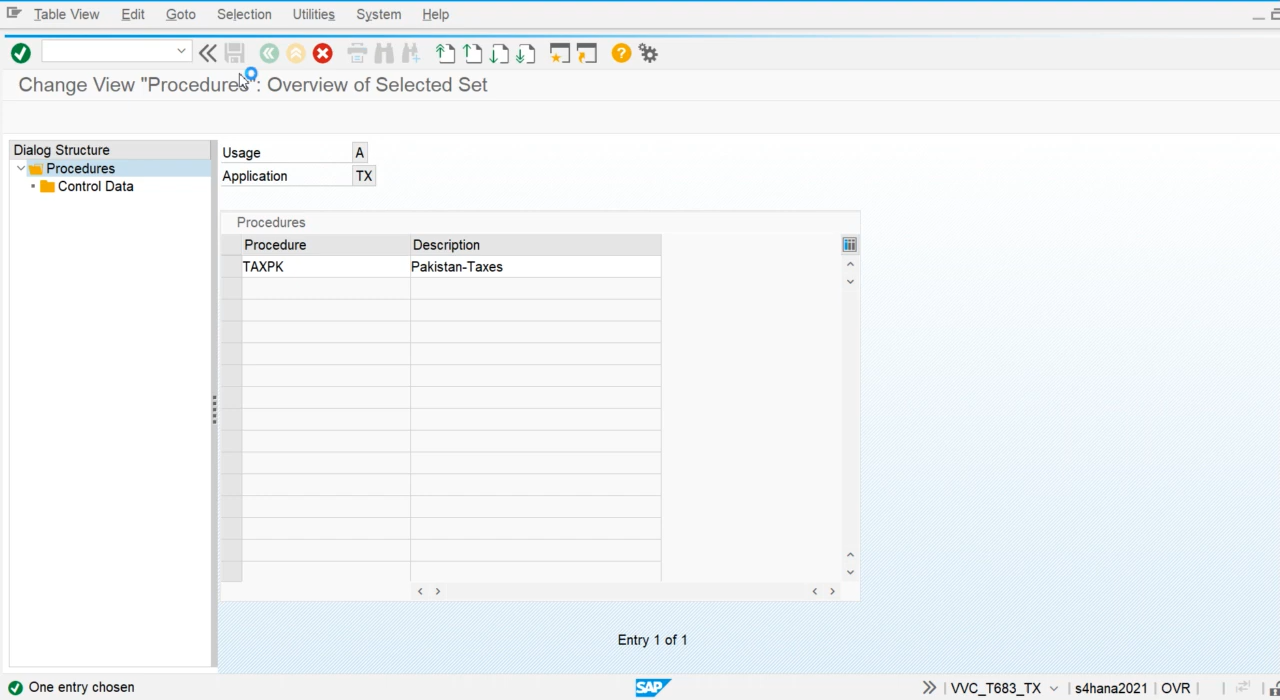 Table View Edit Goto Selection Utilities System Help
Change View "Procedures": Overview of Selected Set
Dialog Structure
Procedures
Control Data
Usage A
Application TX
Procedures
Procedure Description
TAXPK Pakistan-Taxes
Entry 1 of 1
One entry chosen
SAP
VVC_T683_TX s4hana2021 OVR